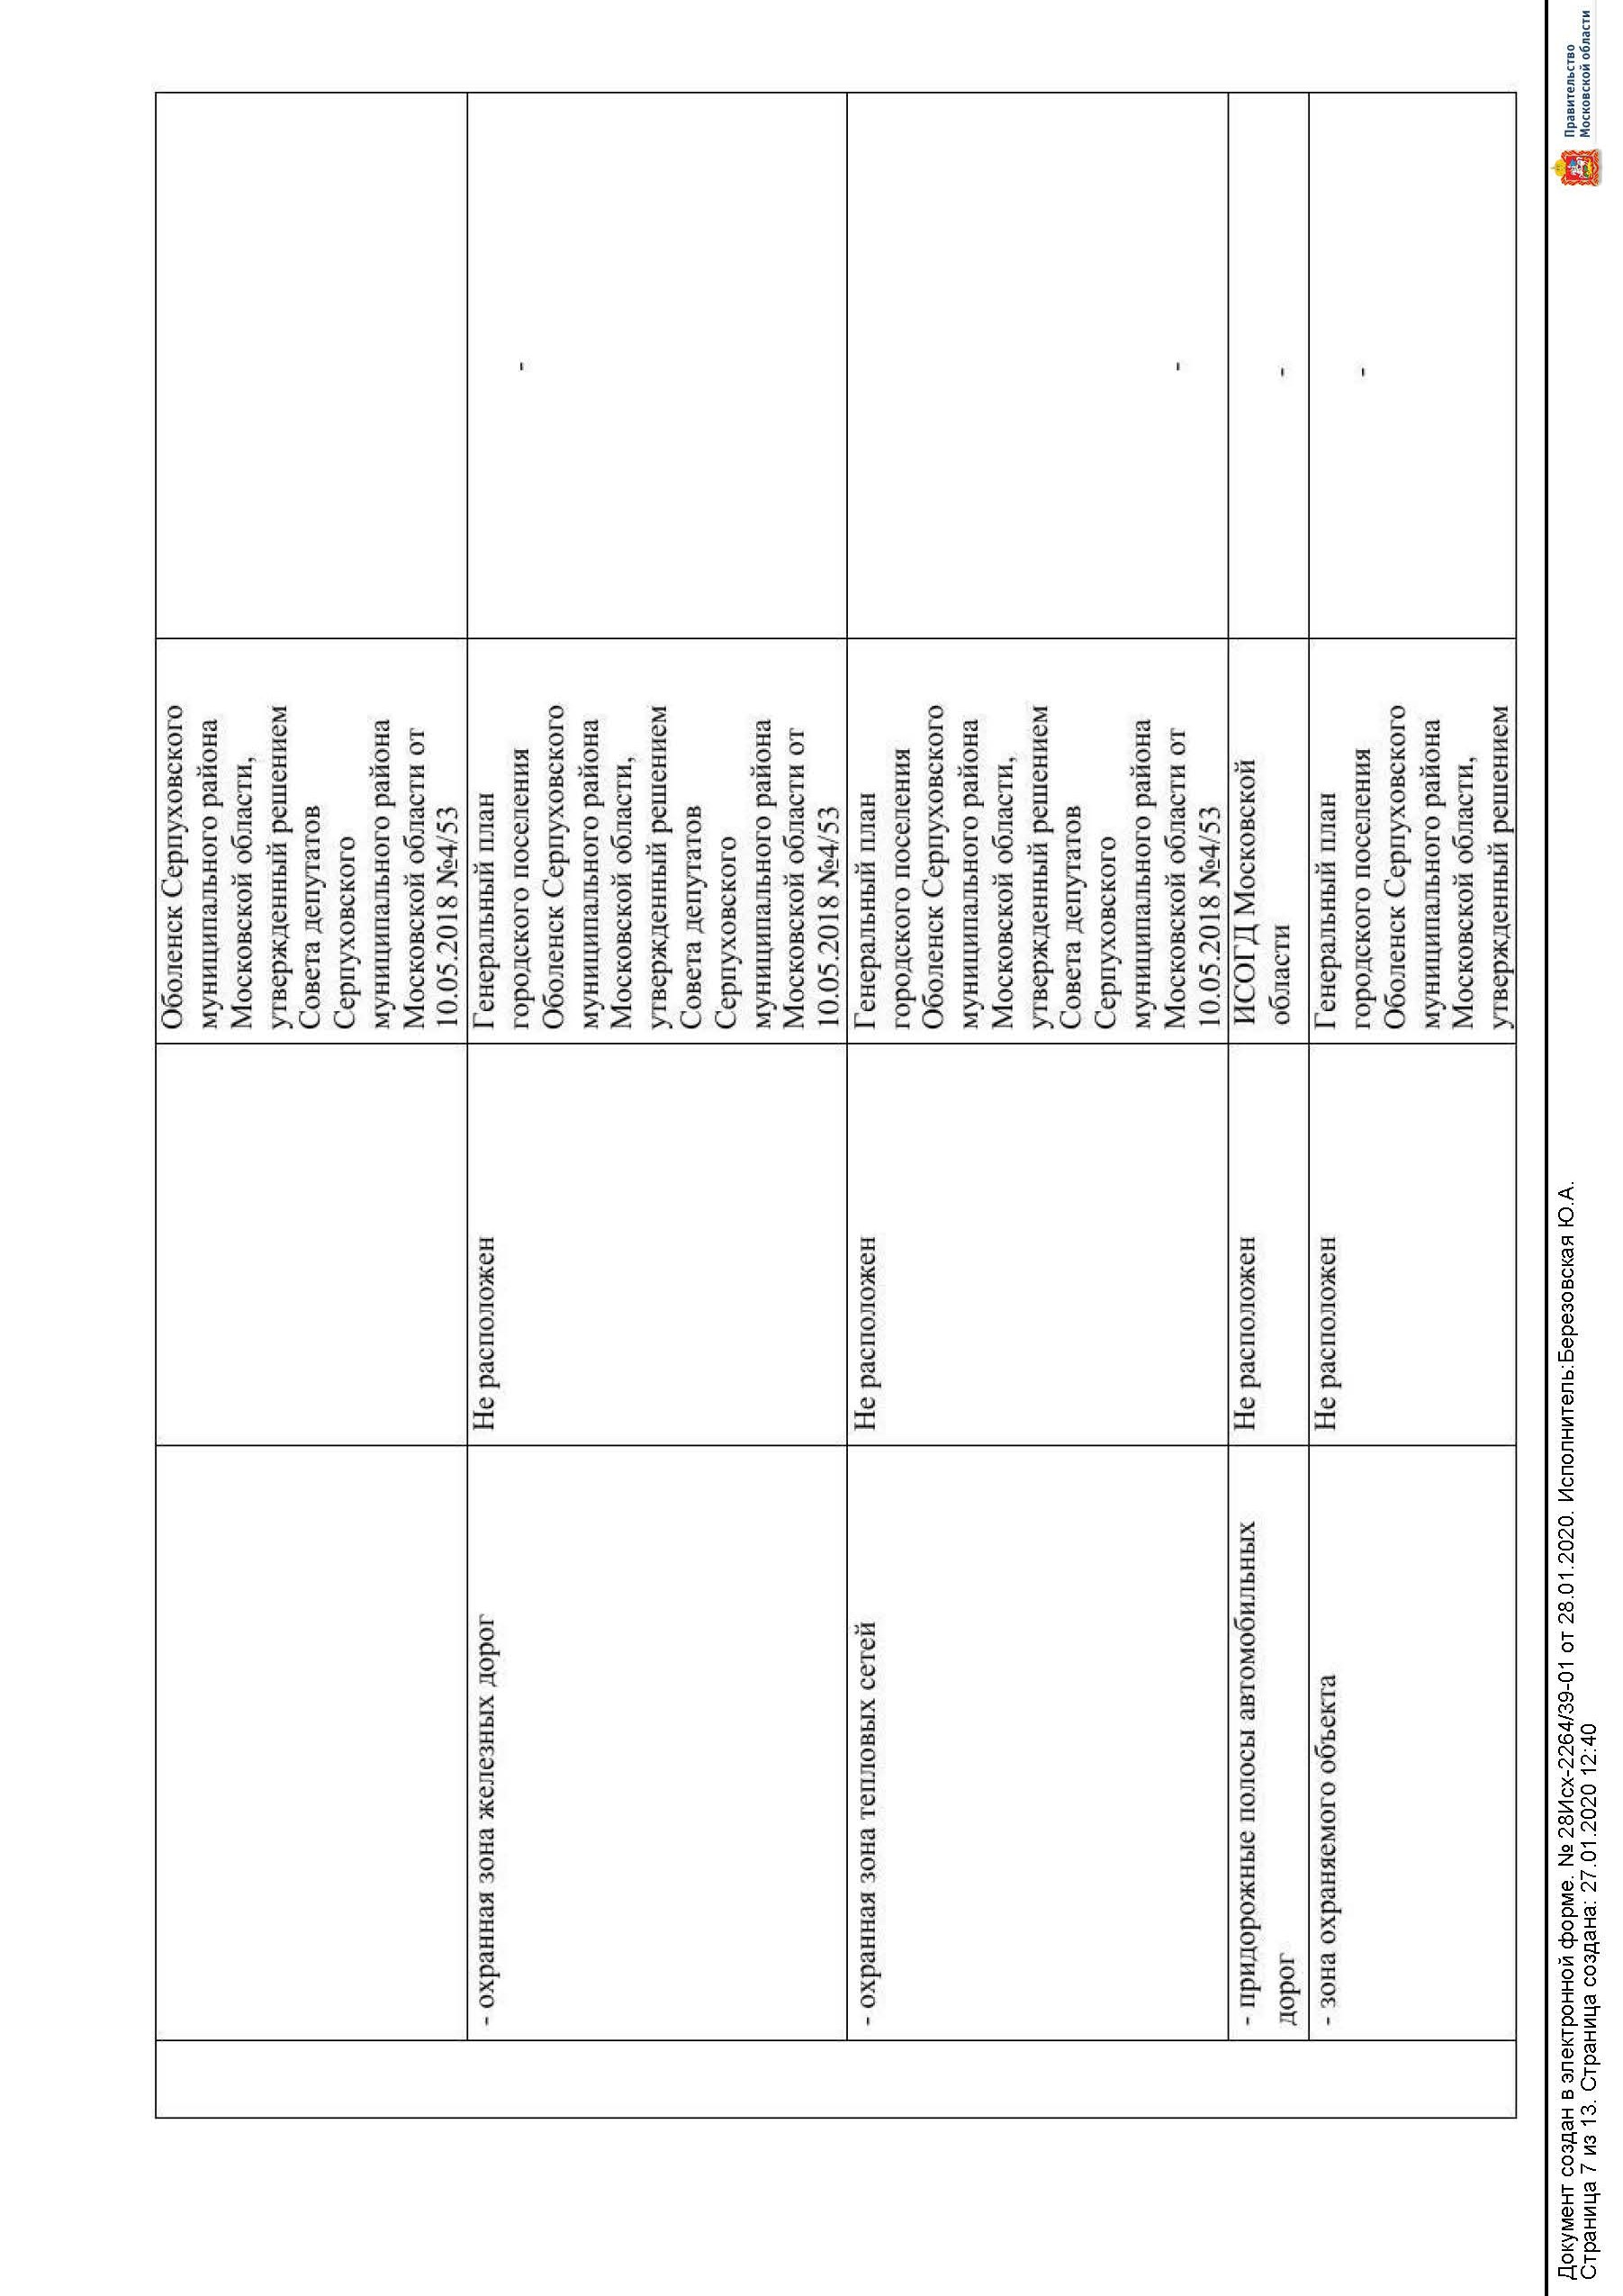 Оболенск Серпуховского
муниципального района
Московской области,
утвержденный решением
Совета депутатов
Серпуховского
муниципального района
Московской области от
10.05.2018 №4/53
- охранная зона железных дорог
Не расположен
Генеральный план
городского поселения
Оболенск Серпуховского
муниципального района
Московской области,
утвержденный решением
Совета депутатов
Серпуховского
муниципального района
Московской области от
10.05.2018 №4/53
-
- охранная зона тепловых сетей
Не расположен
Генеральный план
городского поселения
Оболенск Серпуховского
муниципального района
Московской области,
утвержденный решением
Совета депутатов
Серпуховского
муниципального района
Московской области от
10.05.2018 №4/53
-
- придорожные полосы автомобильных
дорог
Не расположен
ИСОГД Московской
области
-
- зона охраняемого объекта
Не расположен
Генеральный план
городского поселения
Оболенск Серпуховского
муниципального района
Московской области,
утвержденный решением
-
Документ создан в электронной форме. № 28Исх-2264/39-01 от 28.01.2020. Исполнитель:Березовская Ю.А.
Страница 7 из 13. Страница создана: 27.01.2020 12:40
Правительство
Московской области